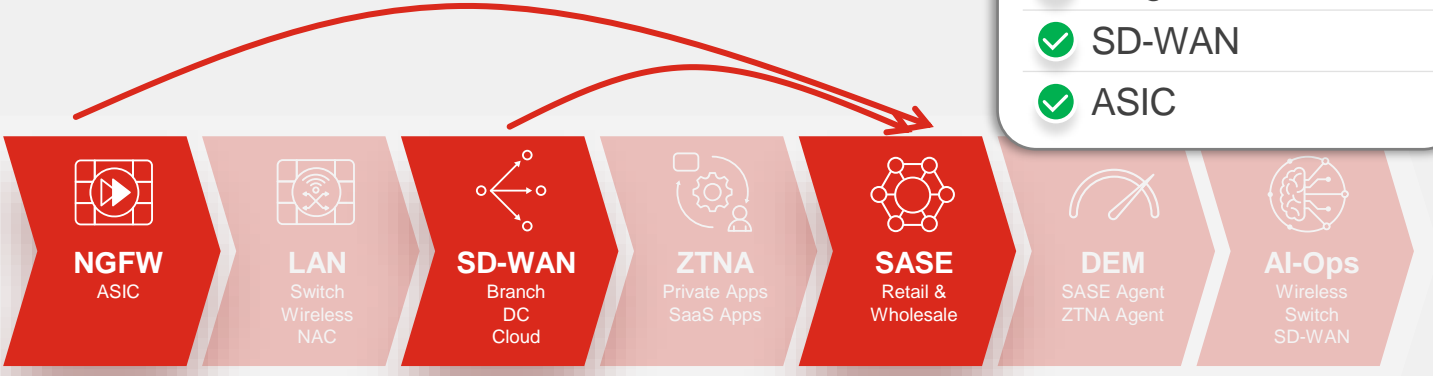 SD-WAN
ASIC
NGFW
ASIC
LAN
Switch
Wireless
NAC
SD-WAN
Branch
DC
Cloud
ZTNA
Private Apps
SaaS Apps
SASE
Retail &
Wholesale
DEM
SASE Agent
ZTNA Agent
AI-Ops
Wireless
Switch
SD-WAN